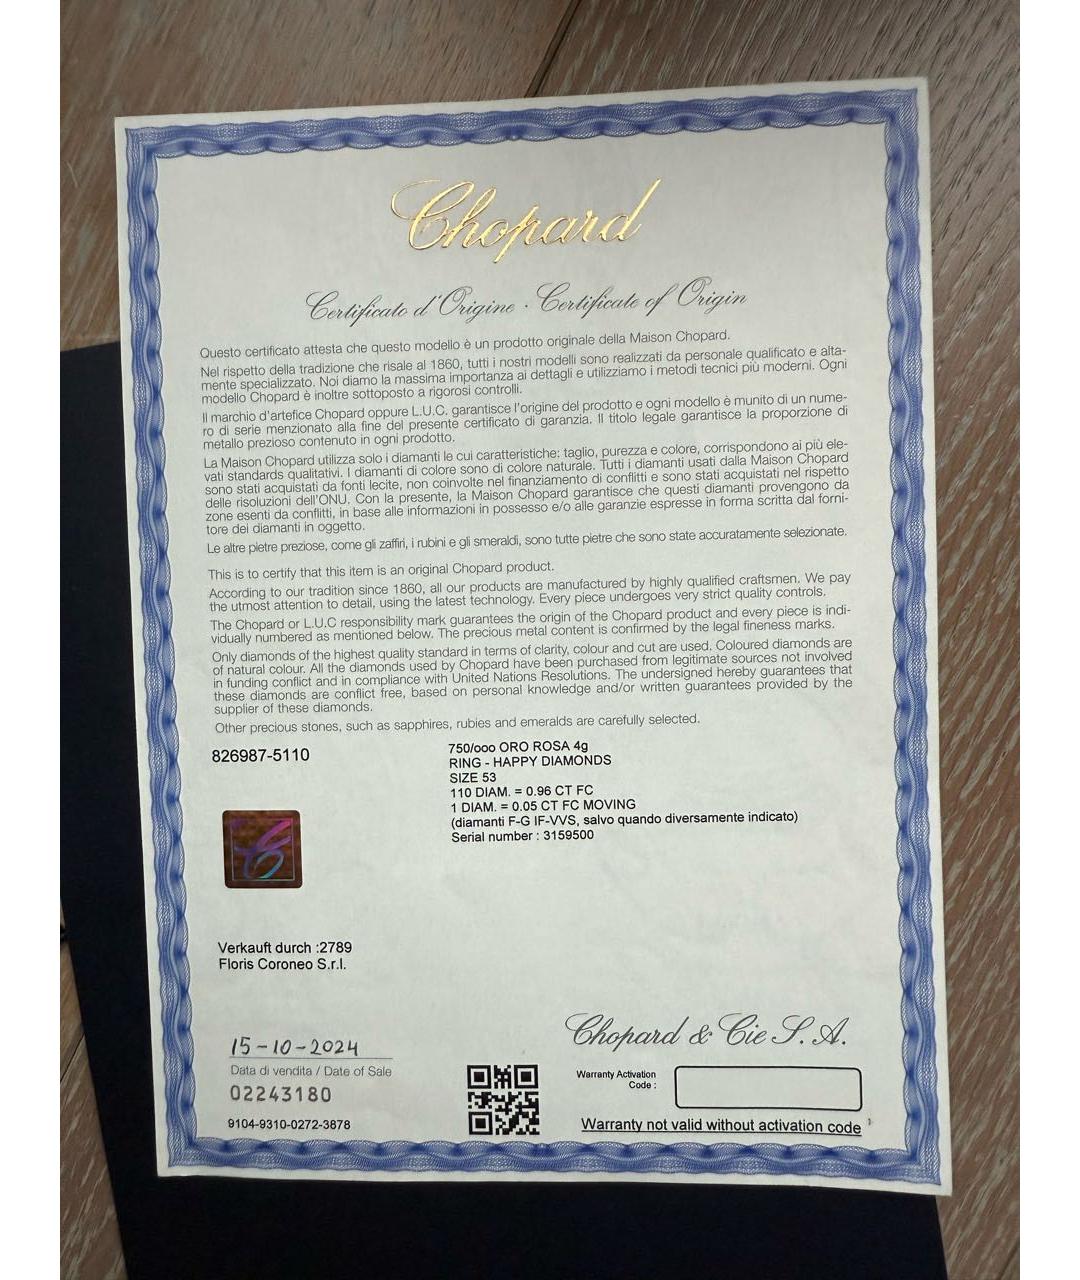 Chopard
Certificato d'Origine · Certificate of Origin
Questo certificato attesta che questo modello è un prodotto originale della Maison Chopard.
Nel rispetto della tradizione che risale al 1860, tutti i nostri modelli sono realizzati da personale qualificato e alta-
mente specializzato. Noi diamo la massima importanza ai dettagli e utilizziamo i metodi tecnici più moderni. Ogni
modello Chopard è inoltre sottoposto a rigorosi controlli.
Il marchio d'artefice Chopard oppure L.U.C. garantisce l'origine del prodotto e ogni modello è munito di un nume-
ro di serie menzionato alla fine del presente certificato di garanzia. Il titolo legale garantisce la proporzione di
metallo prezioso contenuto in ogni prodotto.
La Maison Chopard utilizza solo i diamanti le cui caratteristiche: taglio, purezza e colore, corrispondono ai più ele-
vati standards qualitativi. I diamanti di colore sono di colore naturale. Tutti i diamanti usati dalla Maison Chopard
sono stati acquistati da fonti lecite, non coinvolte nel finanziamento di conflitti e sono stati acquistati nel rispetto
delle risoluzioni dell'ONU. Con la presente, la Maison Chopard garantisce che questi diamanti provengono da
zone esenti da conflitti, in base alle informazioni in possesso e/o alle garanzie espresse in forma scritta dal forni-
tore dei diamanti in oggetto.
Le altre pietre preziose, come gli zaffiri, i rubini e gli smeraldi, sono tutte pietre che sono state accuratamente selezionate.
This is to certify that this item is an original Chopard product.
According to our tradition since 1860, all our products are manufactured by highly qualified craftsmen. We pay
the utmost attention to detail, using the latest technology. Every piece undergoes very strict quality controls.
The Chopard or L.U.C responsibility mark guarantees the origin of the Chopard product and every piece is indi-
vidually numbered as mentioned below. The precious metal content is confirmed by the legal fineness marks.
Only diamonds of the highest quality standard in terms of clarity, colour and cut are used. Coloured diamonds are
of natural colour. All the diamonds used by Chopard have been purchased from legitimate sources not involved
in funding conflict and in compliance with United Nations Resolutions. The undersigned hereby guarantees that
these diamonds are conflict free, based on personal knowledge and/or written guarantees provided by the
supplier of these diamonds.
Other precious stones, such as sapphires, rubies and emeralds are carefully selected.
826987-5110
750/ooo ORO ROSA 4g
RING - HAPPY DIAMONDS
SIZE 53
110 DIAM. = 0.96 CT FC
1 DIAM. = 0.05 CT FC MOVING
(diamanti F-G IF-VVS, salvo quando diversamente indicato)
Serial number : 3159500
Verkauft durch :2789
Floris Coroneo S.r.l.
Chopard & Cie S.A.
15-10-2024
Data di vendita / Date of Sale
02243180
9104-9310-0272-3878
Warranty Activation
Code :
Warranty not valid without activation code